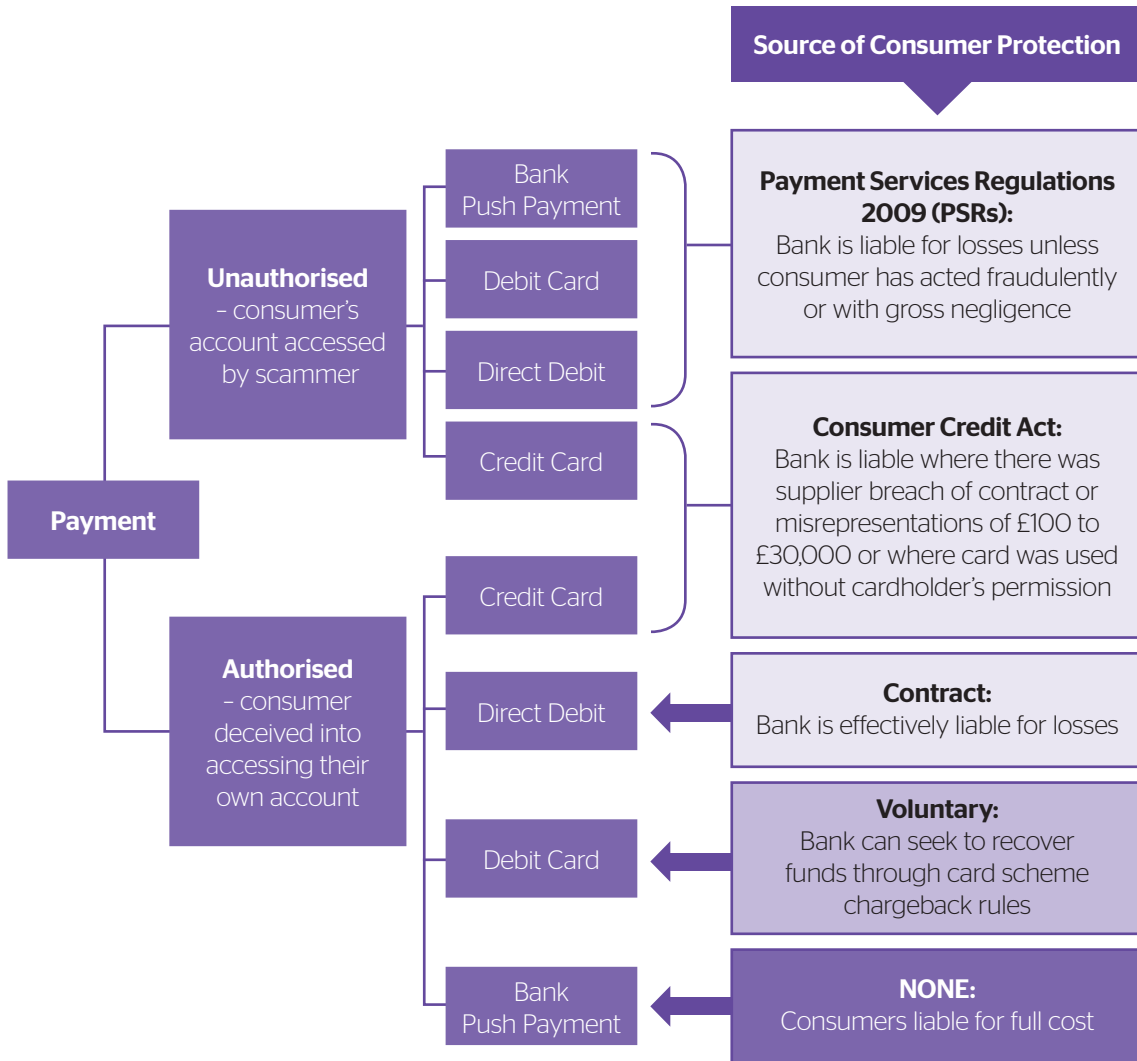 Source of Consumer Protection
Payment
Unauthorised
– consumer's
account accessed
by scammer
Bank
Push Payment
Debit Card
Direct Debit
Credit Card
Payment Services Regulations
2009 (PSRs):
Bank is liable for losses unless
consumer has acted fraudulently
or with gross negligence
Consumer Credit Act:
Bank is liable where there was
supplier breach of contract or
misrepresentations of £100 to
£30,000 or where card was used
without cardholder's permission
Authorised
– consumer
deceived into
accessing their
own account
Credit Card
Direct Debit
Contract:
Bank is effectively liable for losses
Debit Card
Voluntary:
Bank can seek to recover
funds through card scheme
chargeback rules
Bank
Push Payment
NONE:
Consumers liable for full cost